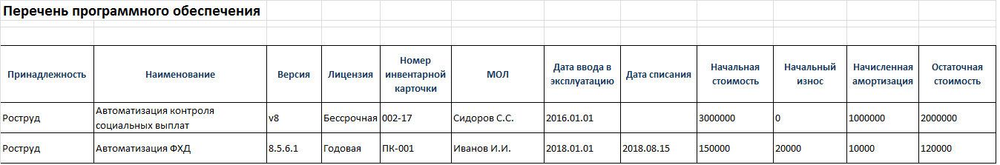 Перечень программного обеспечения
Принадлежность Наименование Версия Лицензия Номер инвентарной карточки МОЛ Дата ввода в эксплуатацию Дата списания Начальная стоимость Начальный износ Начисленная амортизация Остаточная стоимость
Роструд Автоматизация контроля социальных выплат v8 Бессрочная 002-17 Сидоров С.С. 2016.01.01 3000000 0 1000000 2000000
Роструд Автоматизация ФХД 8.5.6.1 Годовая ПК-001 Иванов И.И. 2018.01.01 2018.08.15 150000 20000 10000 120000